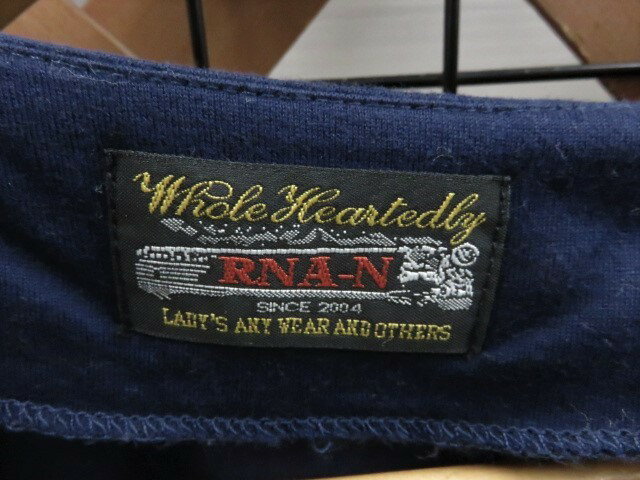 Whole Heartedly
RNA-N
SINCE 2004
LADY'S ANY WEAR AND OTHERS